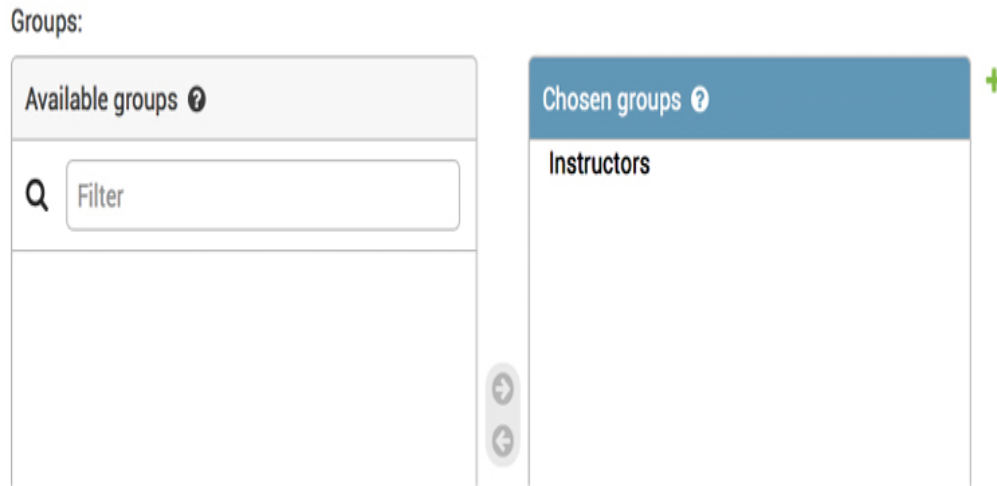 Groups:
Available groups
Filter
Chosen groups
Instructors